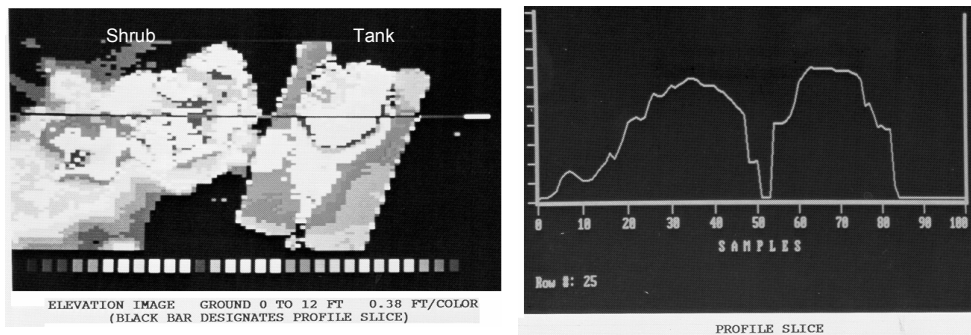 Shrub
Tank
ELEVATION IMAGE GROUND 0 TO 12 FT 0.38 FT/COLOR
(BLACK BAR DESIGNATES PROFILE SLICE)
0 10 20 30 40 50 60 70 80 90 100
SAMPLES
Row #: 25
PROFILE SLICE